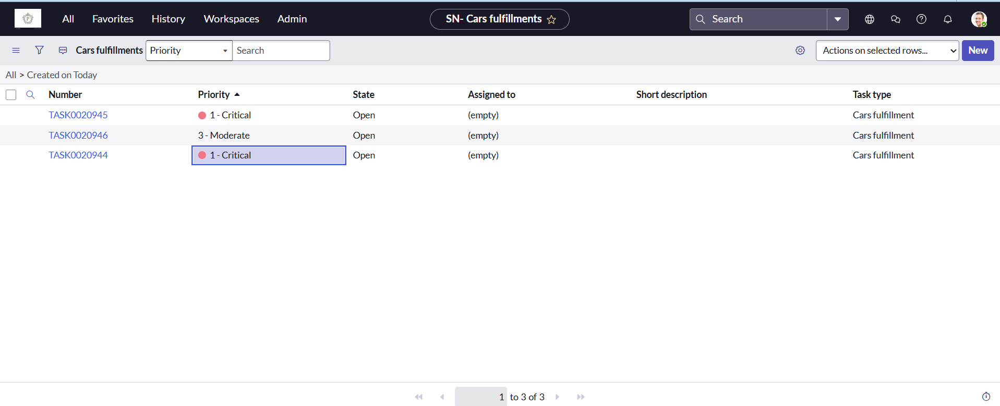 All Favorites History Workspaces Admin SN- Cars fulfillments Search
Cars fulfillments Priority Search Actions on selected rows... New
All > Created on Today
Number Priority State Assigned to Short description Task type
TASK0020945 1 - Critical Open (empty) Cars fulfillment
TASK0020946 3 - Moderate Open (empty) Cars fulfillment
TASK0020944 1 - Critical Open (empty) Cars fulfillment
1 to 3 of 3